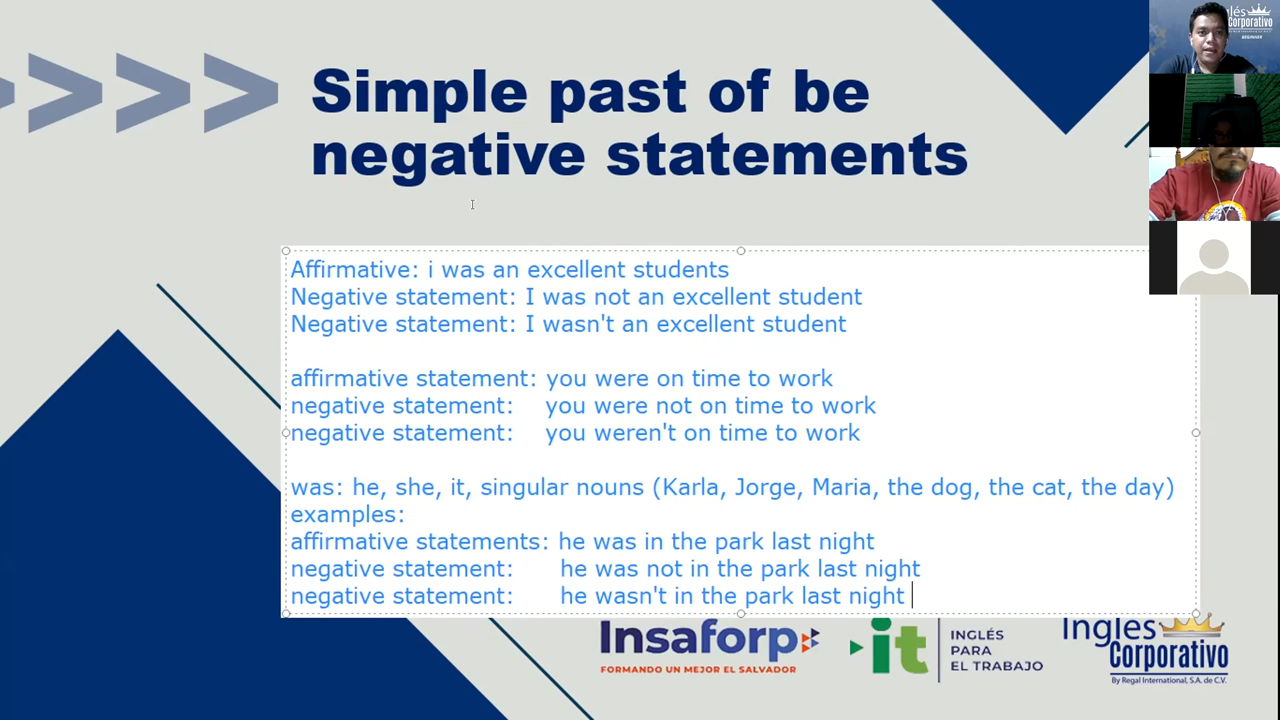 Simple past of be
negative statements
Affirmative: i was an excellent students
Negative statement: I was not an excellent student
Negative statement: I wasn't an excellent student
affirmative statement: you were on time to work
negative statement: you were not on time to work
negative statement: you weren't on time to work
was: he, she, it, singular nouns (Karla, Jorge, Maria, the dog, the cat, the day)
examples:
affirmative statements: he was in the park last night
negative statement: he was not in the park last night
negative statement: he wasn't in the park last night
Insaforp
FORMANDO UN MEJOR EL SALVADOR
it
INGLÉS
PARA
EL TRABAJO
Inglés
Corporativo
By Regal International, S.A. de C.V.
lés
Corporativo
BEGINNER